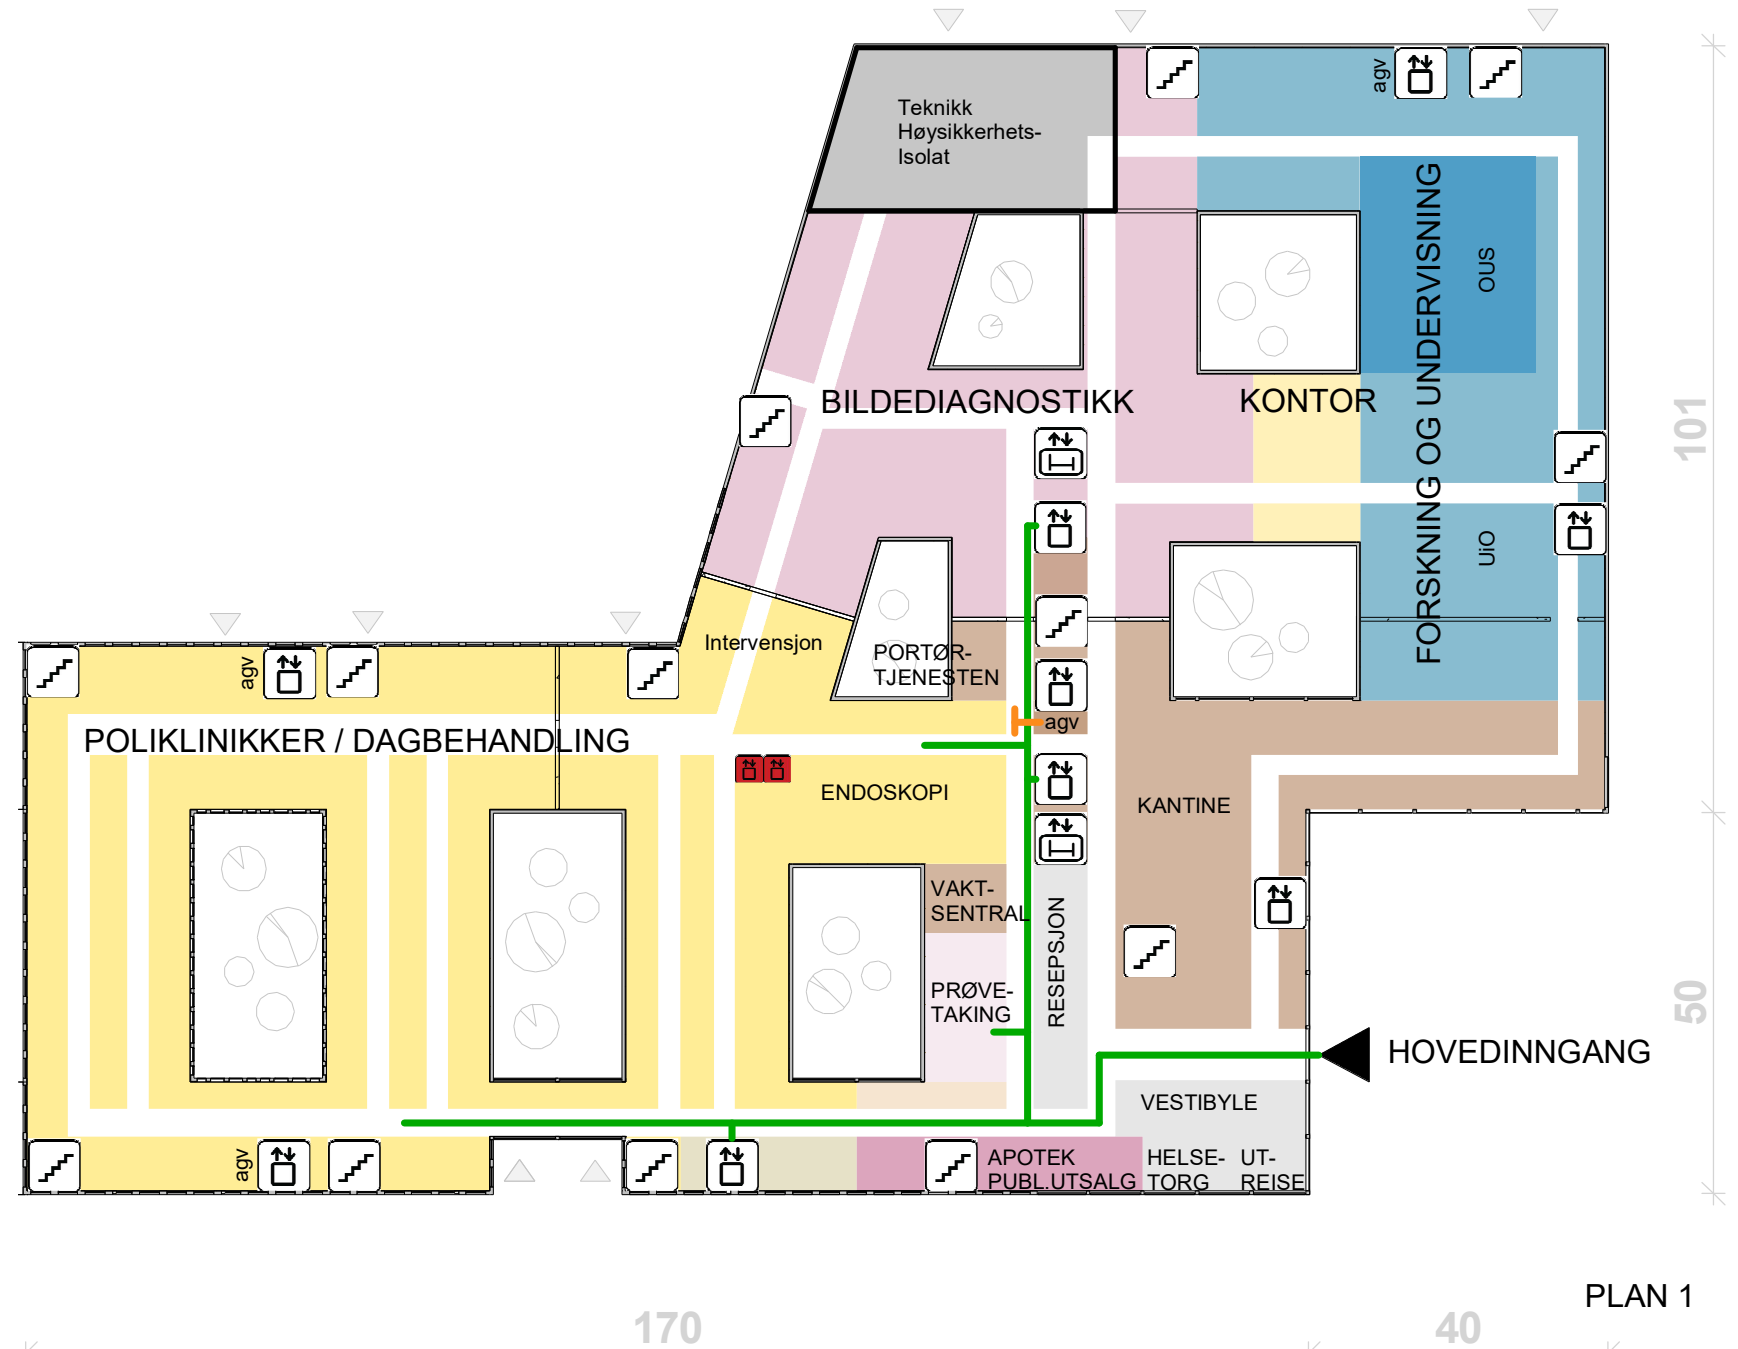 agv
Teknikk
Høysikkerhets-
Isolat
FORSKNING OG UNDERVISNING
OUS
BILDEDIAGNOSTIKK
KONTOR
101
UiO
Intervensjon
PORTØR-
TJENESTEN
agv
agv
POLIKLINIKKER / DAGBEHANDLING
ENDOSKOPI
KANTINE
VAKT-
SENTRAL
RESEPSJON
PRØVE-
TAKING
50
HOVEDINNGANG
VESTIBYLE
agv
APOTEK
PUBL.UTSALG
HELSE-
TORG
UT-
REISE
PLAN 1
170
40